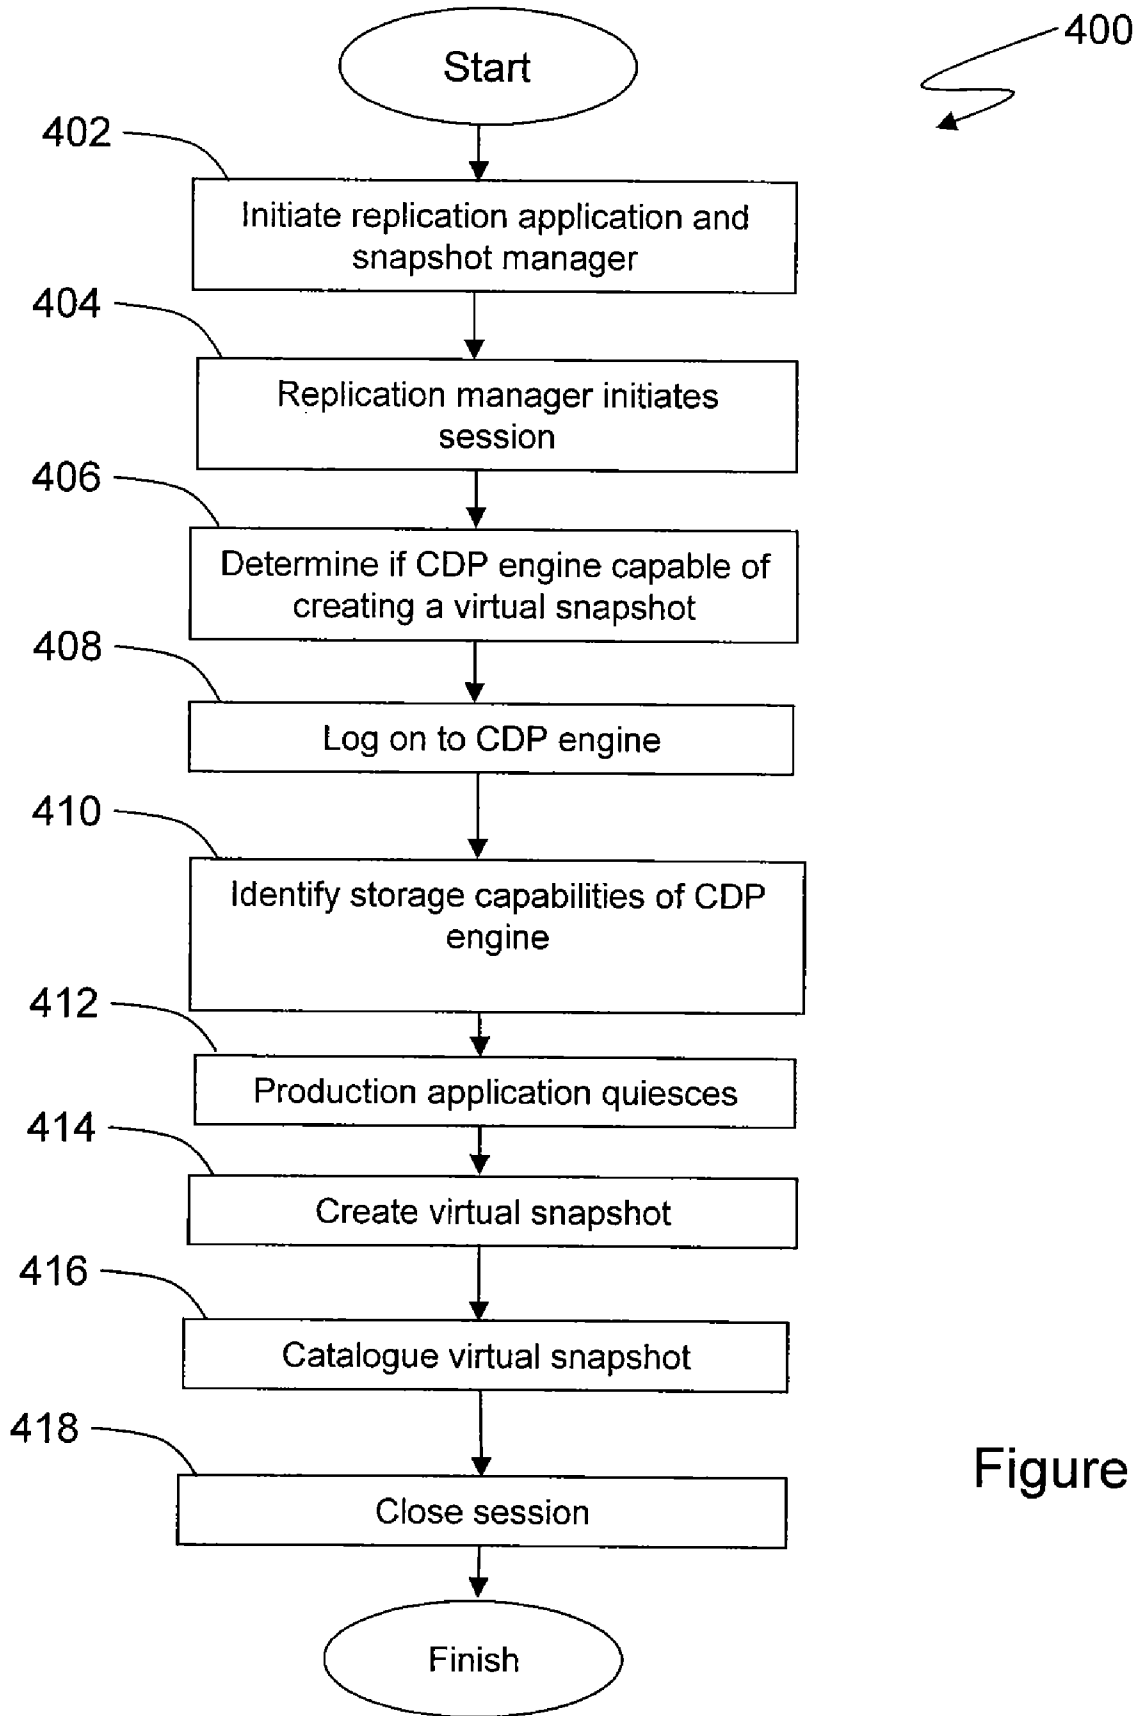 400
Start
402
Initiate replication application and
snapshot manager
404
Replication manager initiates
session
406
Determine if CDP engine capable of
creating a virtual snapshot
408
Log on to CDP engine
410
Identify storage capabilities of CDP
engine
412
Production application quiesces
414
Create virtual snapshot
416
Catalogue virtual snapshot
418
Close session
Figure
Finish